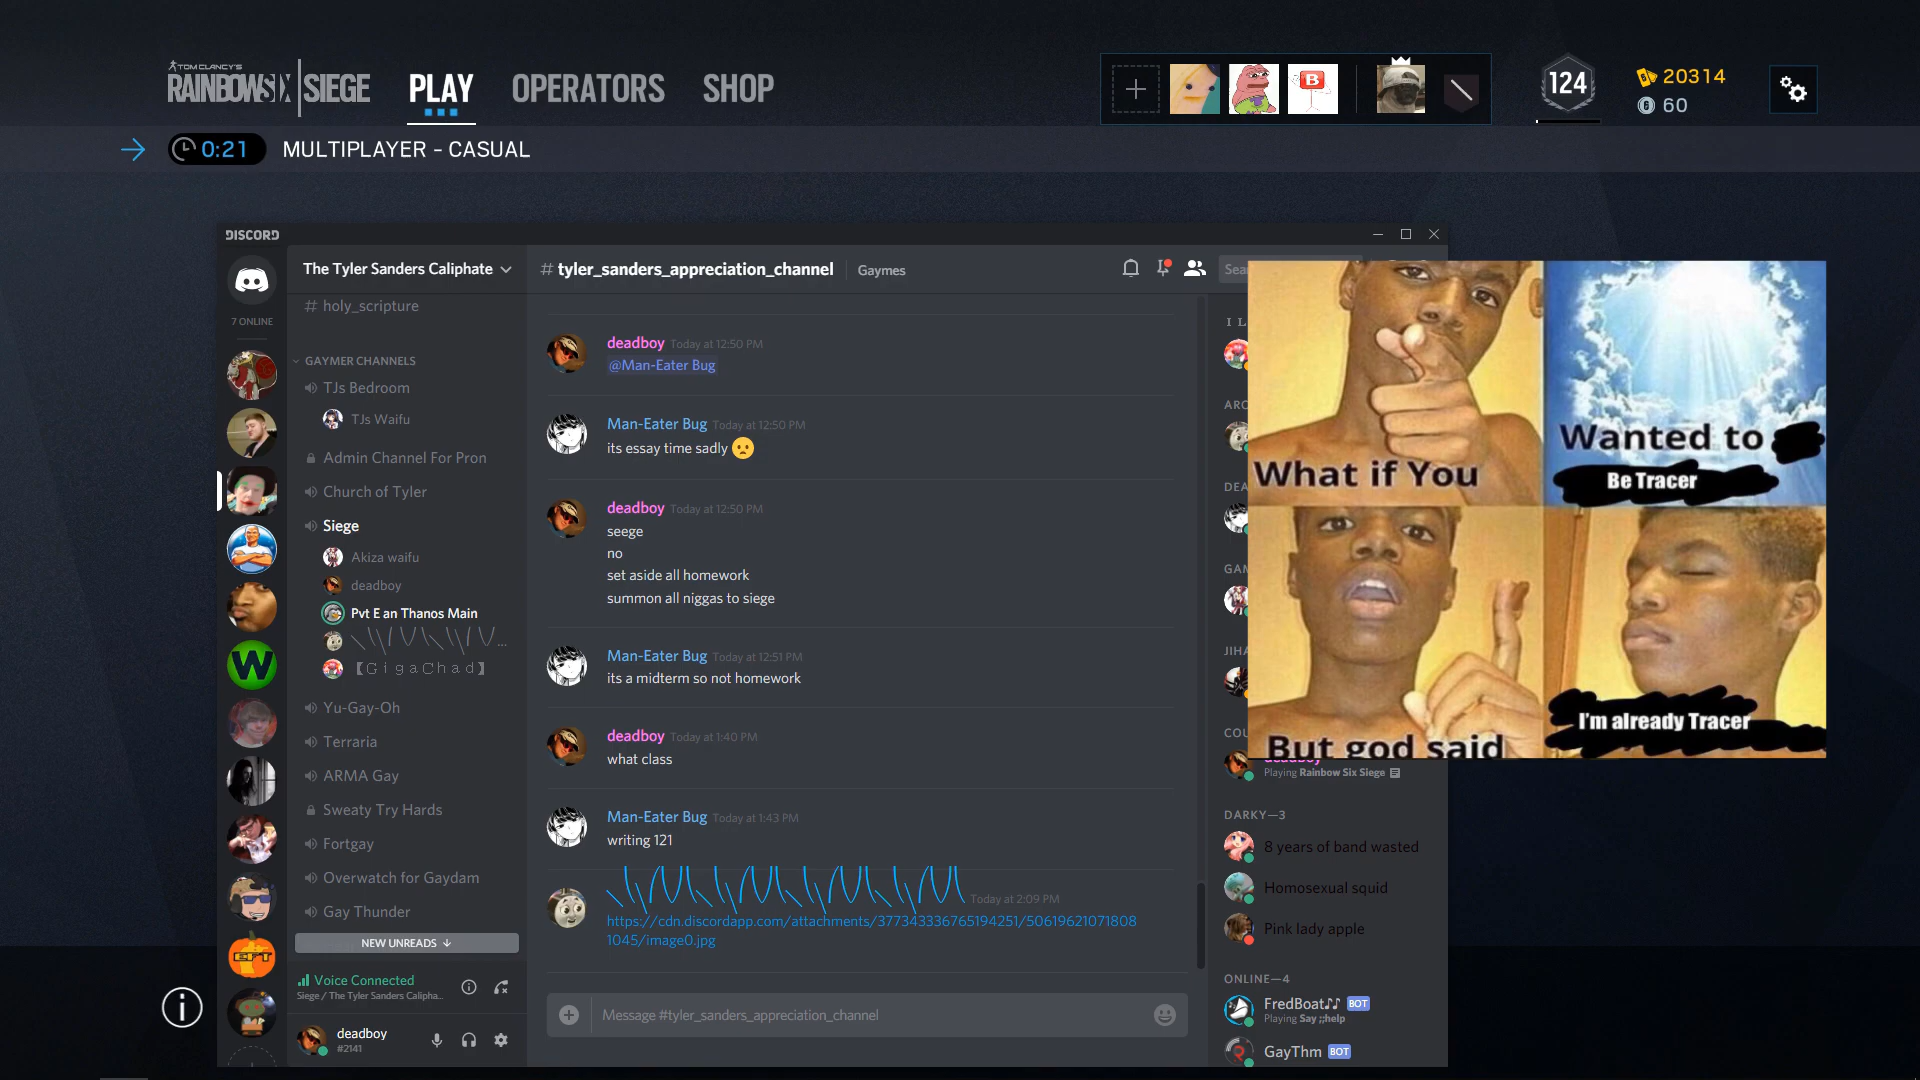 TOM CLANCY'S
RAINBOWSIX | SIEGE
PLAY
OPERATORS
SHOP
B
124
20314
60
0:21
MULTIPLAYER - CASUAL
DISCORD
7 ONLINE
W
The Tyler Sanders Caliphate
# holy_scripture
GAYMER CHANNELS
TJs Bedroom
TJs Waifu
Admin Channel For Pron
Church of Tyler
Siege
Akiza waifu
deadboy
Pvt E an Thanos Main
【GigaChad】
Yu-Gay-Oh
Terraria
ARMA Gay
Sweaty Try Hards
Fortgay
Overwatch for Gaydam
Gay Thunder
NEW UNREADS ↓
Voice Connected
Siege / The Tyler Sanders Calipha...
deadboy
#2141
# tyler_sanders_appreciation_channel
Gaymes
Sea
deadboy Today at 12:50 PM
@Man-Eater Bug
Man-Eater Bug Today at 12:50 PM
its essay time sadly
deadboy Today at 12:50 PM
seege
no
set aside all homework
summon all niggas to siege
Man-Eater Bug Today at 12:51 PM
its a midterm so not homework
deadboy Today at 1:40 PM
what class
Man-Eater Bug Today at 1:43 PM
writing 121
Today at 2:09 PM
https://cdn.discordapp.com/attachments/377343336765194251/50619621071808
1045/image0.jpg
Message #tyler_sanders_appreciation_channel
What if You
Wanted to
Be Tracer
But god said
I'm already Tracer
I L
ARC
DEA
GAM
JIHA
COU
deadboy
Playing Rainbow Six Siege
DARKY—3
8 years of band wasted
Homosexual squid
Pink lady apple
ONLINE—4
FredBoat♪♪ BOT
Playing Say ;;help
GayThm BOT